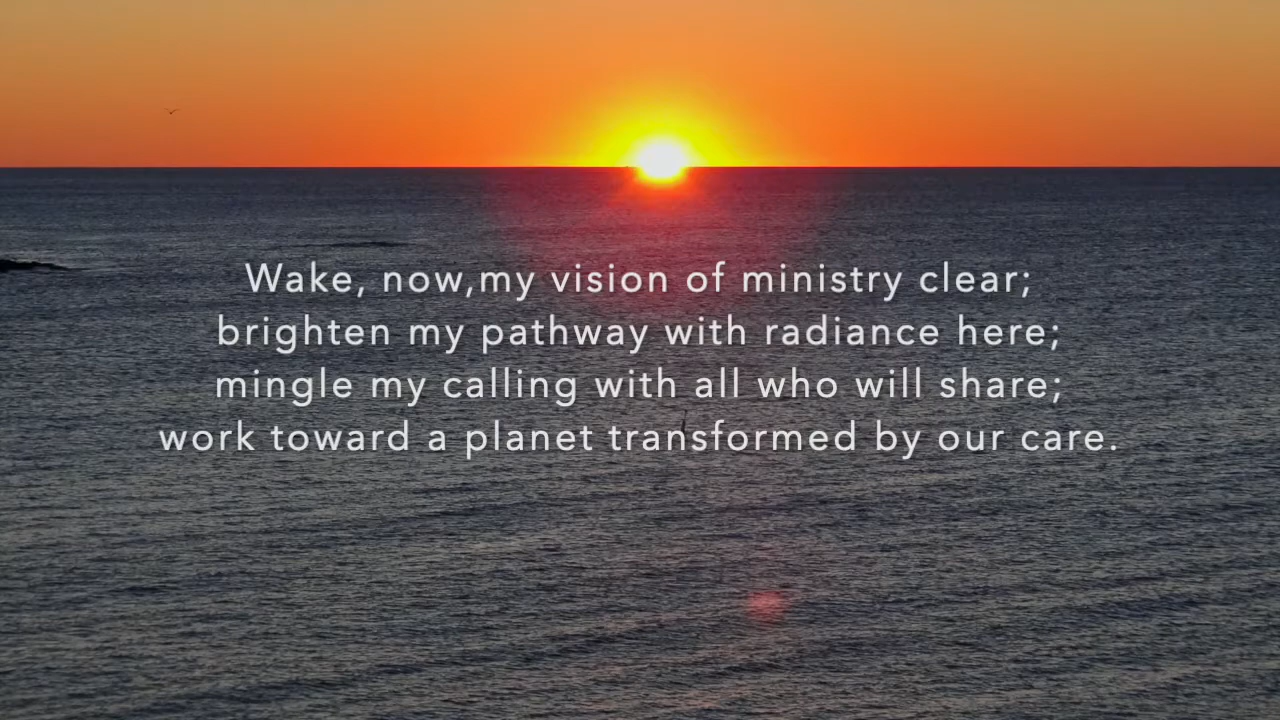 Wake, now,my vision of ministry clear;
brighten my pathway with radiance here;
mingle my calling with all who will share;
work toward a planet transformed by our care.